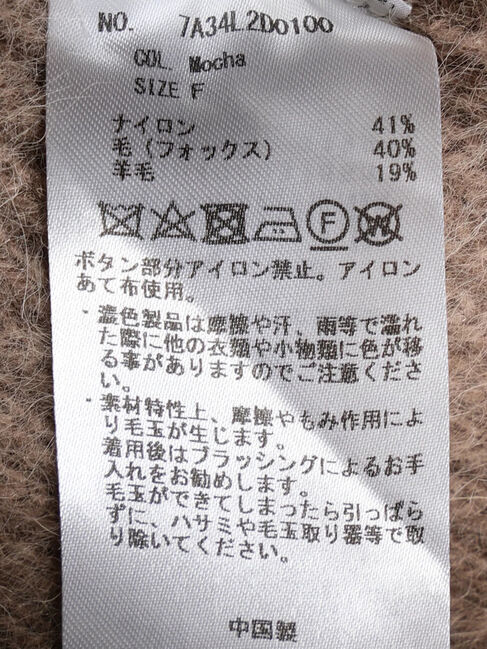 NO. 7A34L2D0100
COL. Mocha
SIZE F
ナイロン 41%
毛(フォックス) 40%
羊毛 19%
F W
ボタン部分アイロン禁止。アイロン
あて布使用。
・濃色製品は摩擦や汗、雨等で濡れ
た際に他の衣類や小物類に色が移
る事がありますのでご注意くださ
い。
・素材特性上、摩擦やもみ作用によ
り毛玉が生じます。
着用後はブラッシングによるお手
入れをお勧めします。
毛玉ができてしまったら引っぱら
ずに、ハサミや毛玉取り器等で取
り除いてください。
中国製